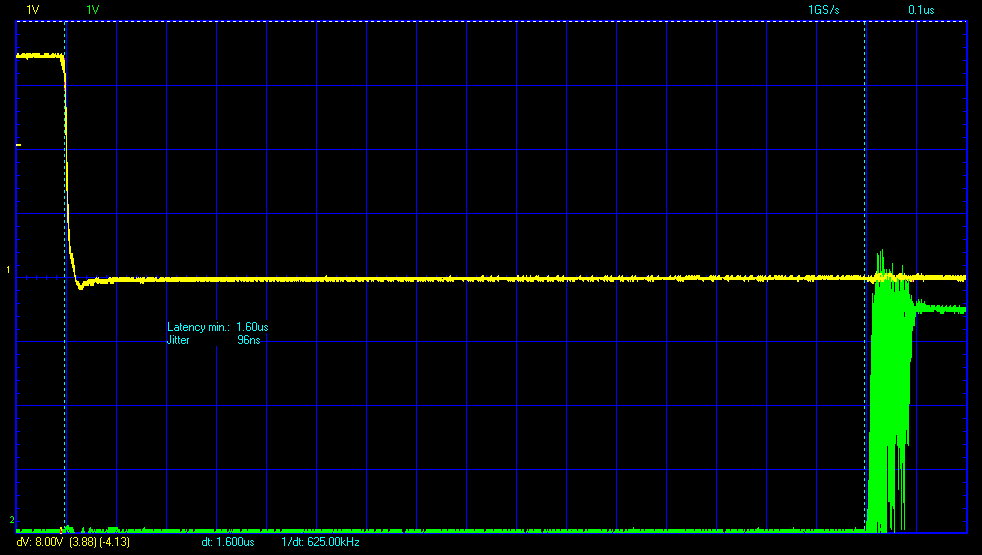 1V 1V 1GS/s 0.1us
1
Latency min.: 1.60us
Jitter 96ns
2
dV: 8.00V (3.88) (-4.13) dt: 1.600us 1/dt: 625.00kHz